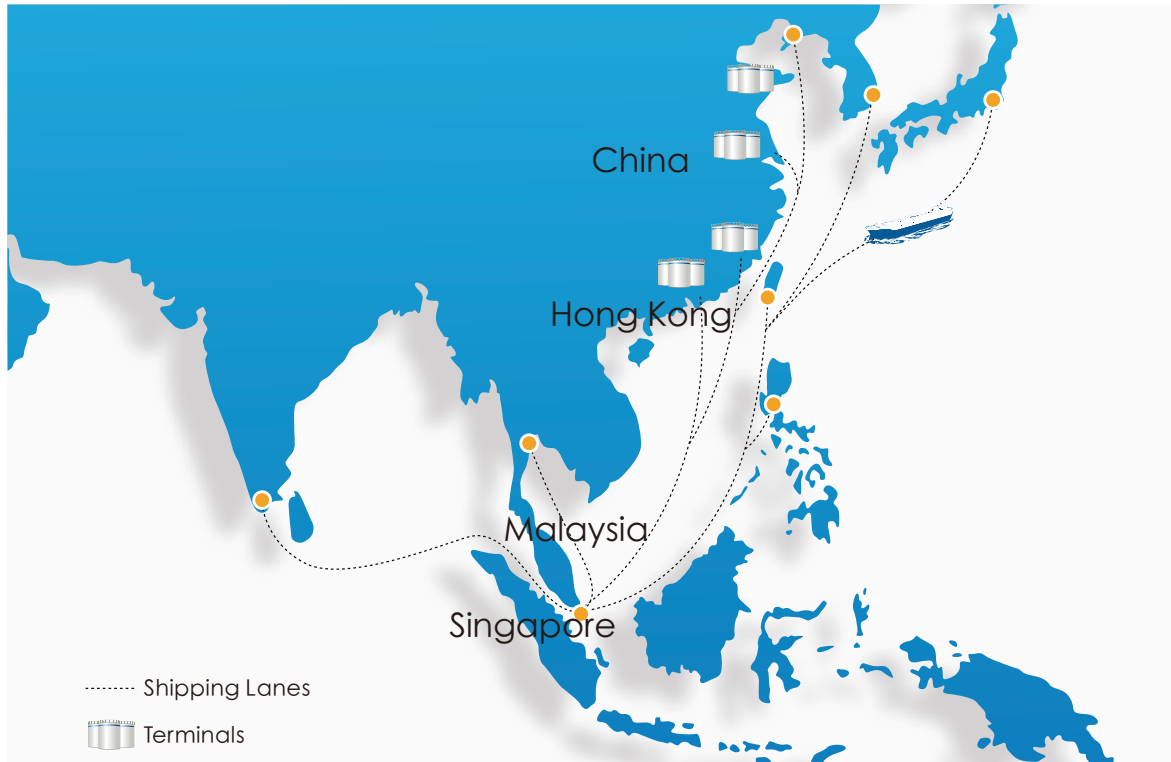 China
Hong Kong
Malaysia
Singapore
Shipping Lanes
Terminals